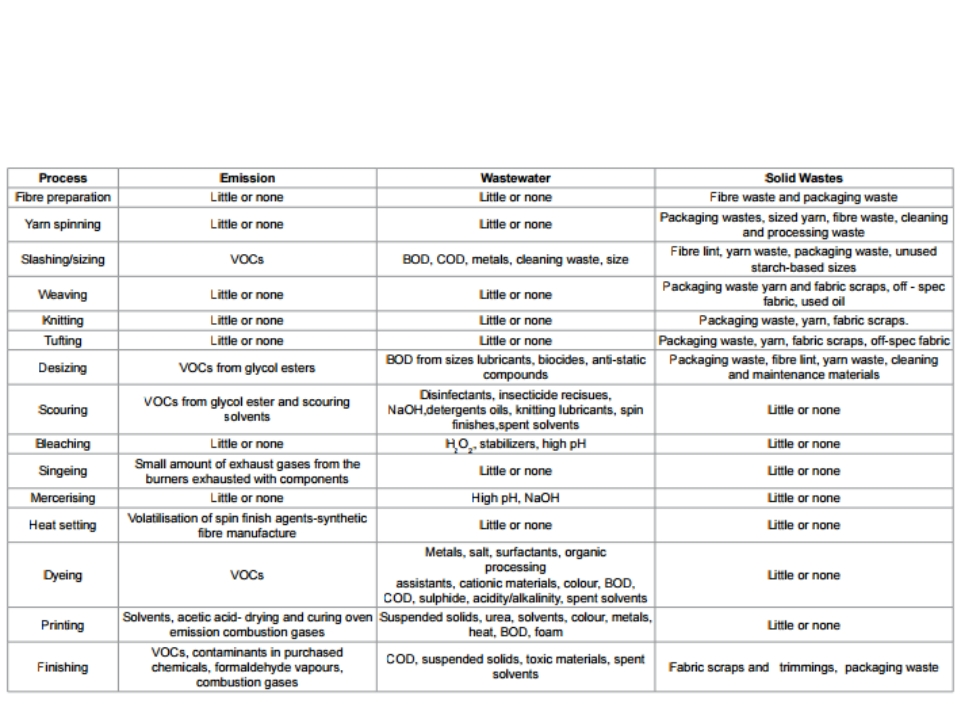 Process Emission Wastewater Solid Wastes
Fibre preparation Little or none Little or none Fibre waste and packaging waste
Yarn spinning Little or none Little or none Packaging wastes, sized yarn, fibre waste, cleaning
and processing waste
Slashing/sizing VOCs BOD, COD, metals, cleaning waste, size Fibre lint, yarn waste, packaging waste, unused
starch-based sizes
Weaving Little or none Little or none Packaging waste yarn and fabric scraps, off - spec
fabric, used oil
Knitting Little or none Little or none Packaging waste, yarn, fabric scraps.
Tufting Little or none Little or none Packaging waste, yarn, fabric scraps, off-spec fabric
Desizing VOCs from glycol esters BOD from sizes lubricants, biocides, anti-static
compounds Packaging waste, fibre lint, yarn waste, cleaning
and maintenance materials
Scouring VOCs from glycol ester and scouring
solvents Disinfectants, insecticide recisues,
NaOH,detergents oils, knitting lubricants, spin
finishes,spent solvents Little or none
Bleaching Little or none H2O2, stabilizers, high pH Little or none
Singeing Small amount of exhaust gases from the
burners exhausted with components Little or none Little or none
Mercerising Little or none High pH, NaOH Little or none
Heat setting Volatilisation of spin finish agents-synthetic
fibre manufacture Little or none Little or none
Dyeing VOCs Metals, salt, surfactants, organic
processing
assistants, cationic materials, colour, BOD,
COD, sulphide, acidity/alkalinity, spent solvents Little or none
Printing Solvents, acetic acid- drying and curing oven
emission combustion gases Suspended solids, urea, solvents, colour, metals,
heat, BOD, foam Little or none
Finishing VOCs, contaminants in purchased
chemicals, formaldehyde vapours,
combustion gases COD, suspended solids, toxic materials, spent
solvents Fabric scraps and trimmings, packaging waste